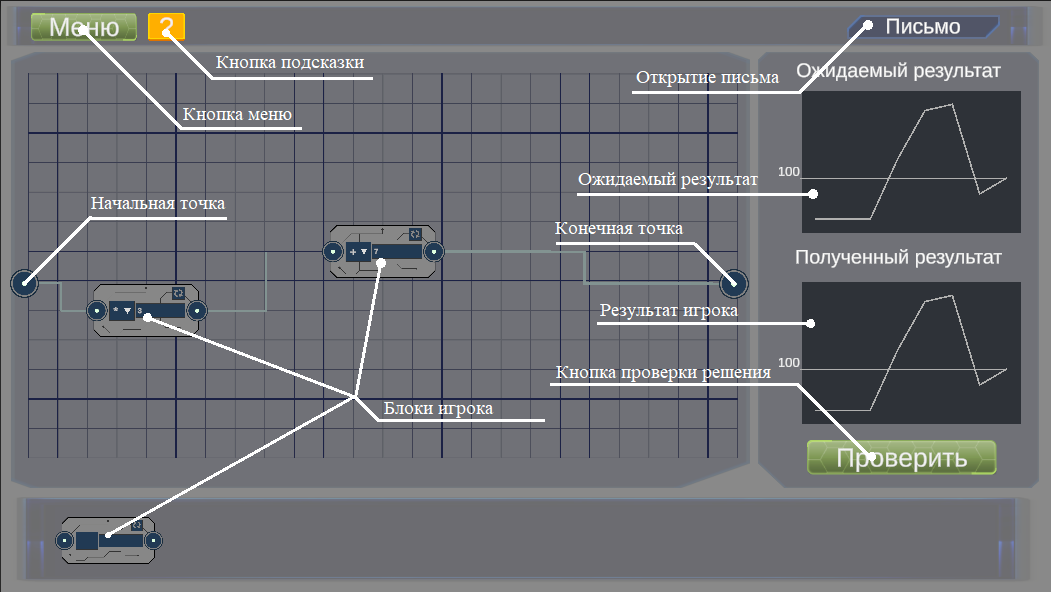 Меню
?
Письмо
Кнопка подсказки
Открытие письма
Ожидаемый результат
Кнопка меню
100
Ожидаемый результат
Начальная точка
Конечная точка
+ 7
Полученный результат
* 3
Результат игрока
100
Кнопка проверки решения
Блоки игрока
Проверить